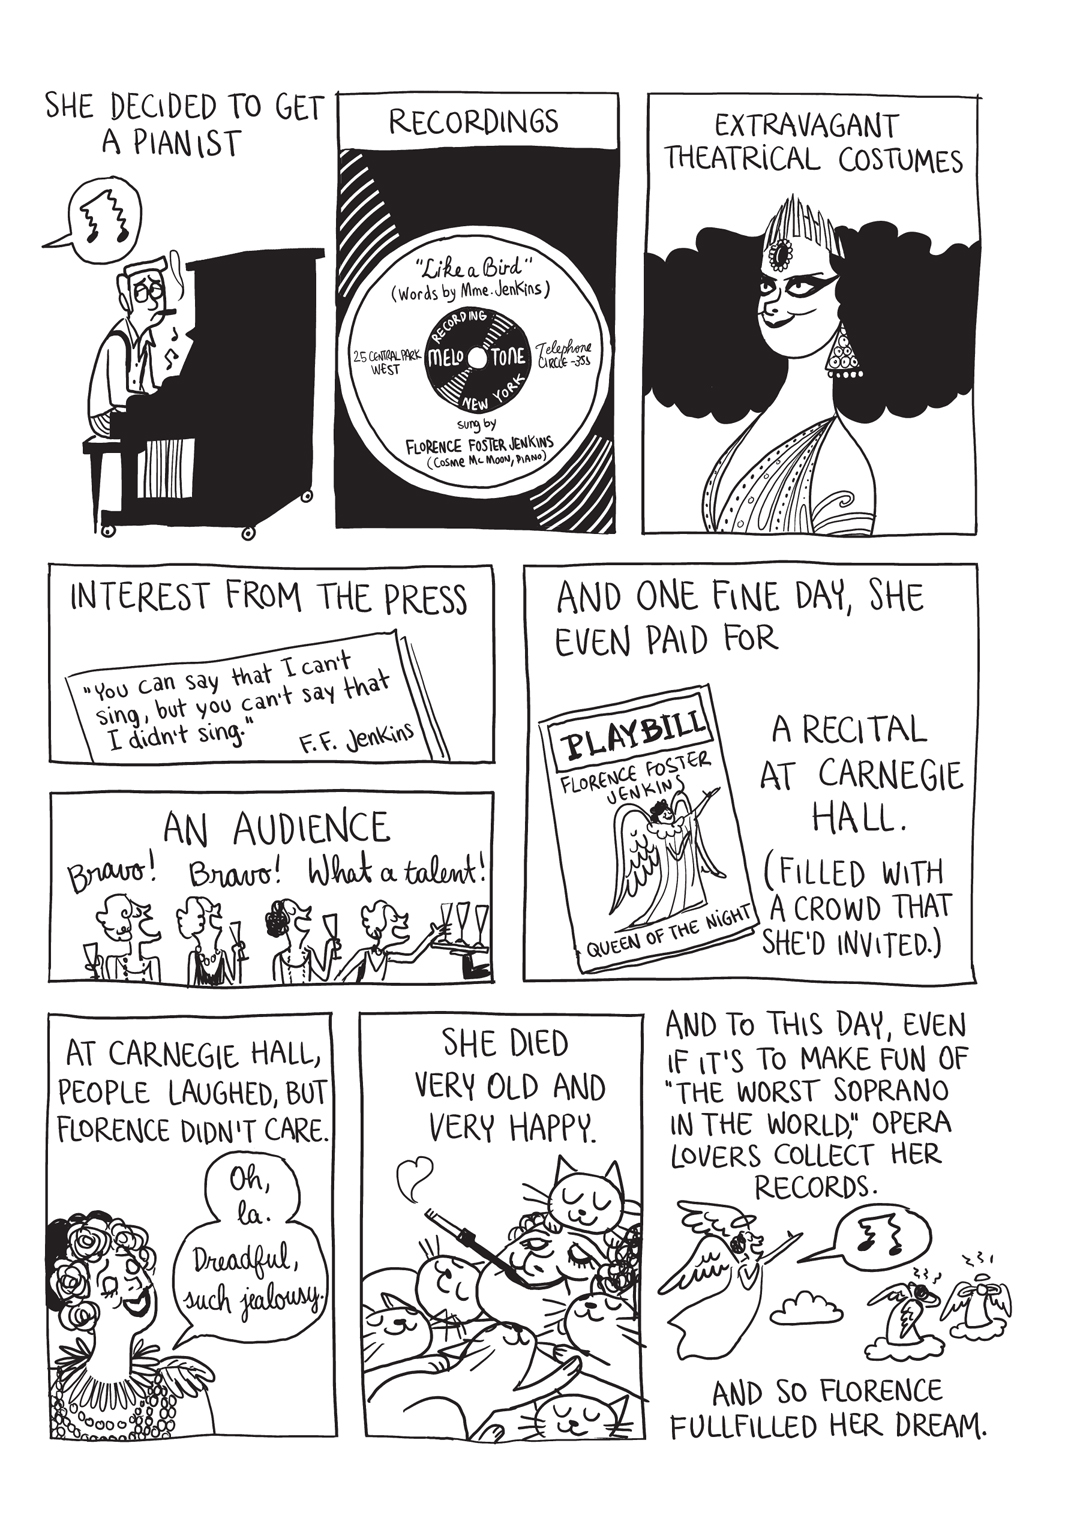 SHE DECIDED TO GET
A PIANIST
RECORDINGS
"Like a Bird"
(Words by Mme. Jenkins)
RECORDING
25 CENTRAL PARK
WEST
MELO TONE
Telephone
CIRCLE-355
NEW YORK
sung by
FLORENCE FOSTER JENKINS
(COSME MC MOON, PIANO)
EXTRAVAGANT
THEATRICAL COSTUMES
INTEREST FROM THE PRESS
"You can say that I can't
sing, but you can't say that
I didn't sing."
F.F. Jenkins
AN AUDIENCE
Bravo! Bravo! What a talent!
AND ONE FINE DAY, SHE
EVEN PAID FOR
PLAYBILL
FLORENCE FOSTER
JENKINS
QUEEN OF THE NIGHT
A RECITAL
AT CARNEGIE
HALL.
(FILLED WITH
A CROWD THAT
SHE'D INVITED.)
AT CARNEGIE HALL,
PEOPLE LAUGHED, BUT
FLORENCE DIDN'T CARE.
Oh,
la.
Dreadful,
such jealousy.
SHE DIED
VERY OLD AND
VERY HAPPY.
AND TO THIS DAY, EVEN
IF IT'S TO MAKE FUN OF
"THE WORST SOPRANO
IN THE WORLD," OPERA
LOVERS COLLECT HER
RECORDS.
AND SO FLORENCE
FULLFILLED HER DREAM.